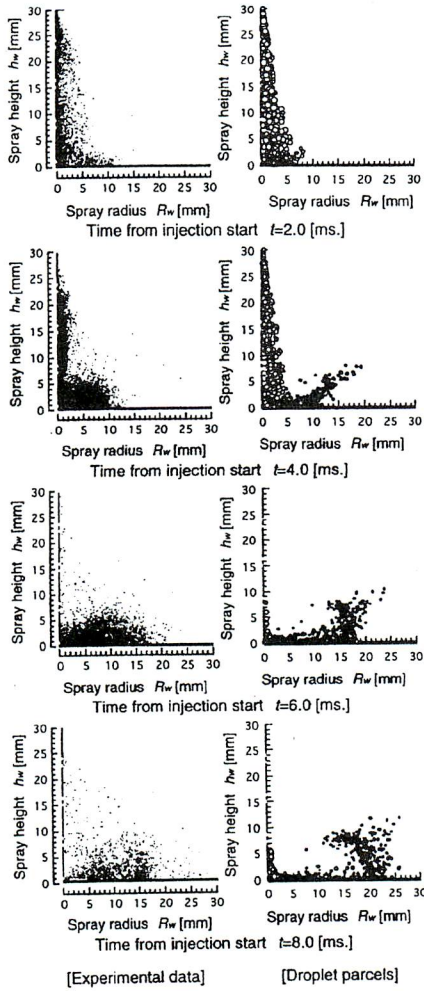 Spray height hw [mm]
30
25
20
15
10
5
0
0 5 10 15 20 25 30
Spray radius Rw [mm]
Spray height hw [mm]
30
25
20
15
10
5
0
0 5 10 15 20 25 30
Spray radius Rw [mm]
Time from injection start t=2.0 [ms.]
Spray height hw [mm]
30
25
20
15
10
5
0
0 5 10 15 20 25 30
Spray radius Rw [mm]
Spray height hw [mm]
30
25
20
15
10
5
0
0 5 10 15 20 25 30
Spray radius Rw [mm]
Time from injection start t=4.0 [ms.]
Spray height hw [mm]
30
25
20
15
10
5
0
0 5 10 15 20 25 30
Spray radius Rw [mm]
Spray height hw [mm]
30
25
20
15
10
5
0
0 5 10 15 20 25 30
Spray radius Rw [mm]
Time from injection start t=6.0 [ms.]
Spray height hw [mm]
30
25
20
15
10
5
0
0 5 10 15 20 25 30
Spray radius Rw [mm]
Spray height hw [mm]
30
25
20
15
10
5
0
0 5 10 15 20 25 30
Spray radius Rw [mm]
Time from injection start t=8.0 [ms.]
[Experimental data]
[Droplet parcels]